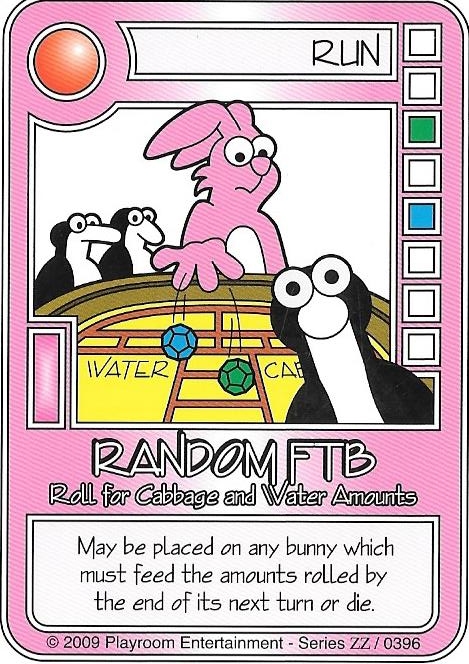 RUN
WATER CAB
RANDOM FTB
Roll for Cabbage and Water Amounts
May be placed on any bunny which
must feed the amounts rolled by
the end of its next turn or die.
© 2009 Playroom Entertainment - Series ZZ / 0396